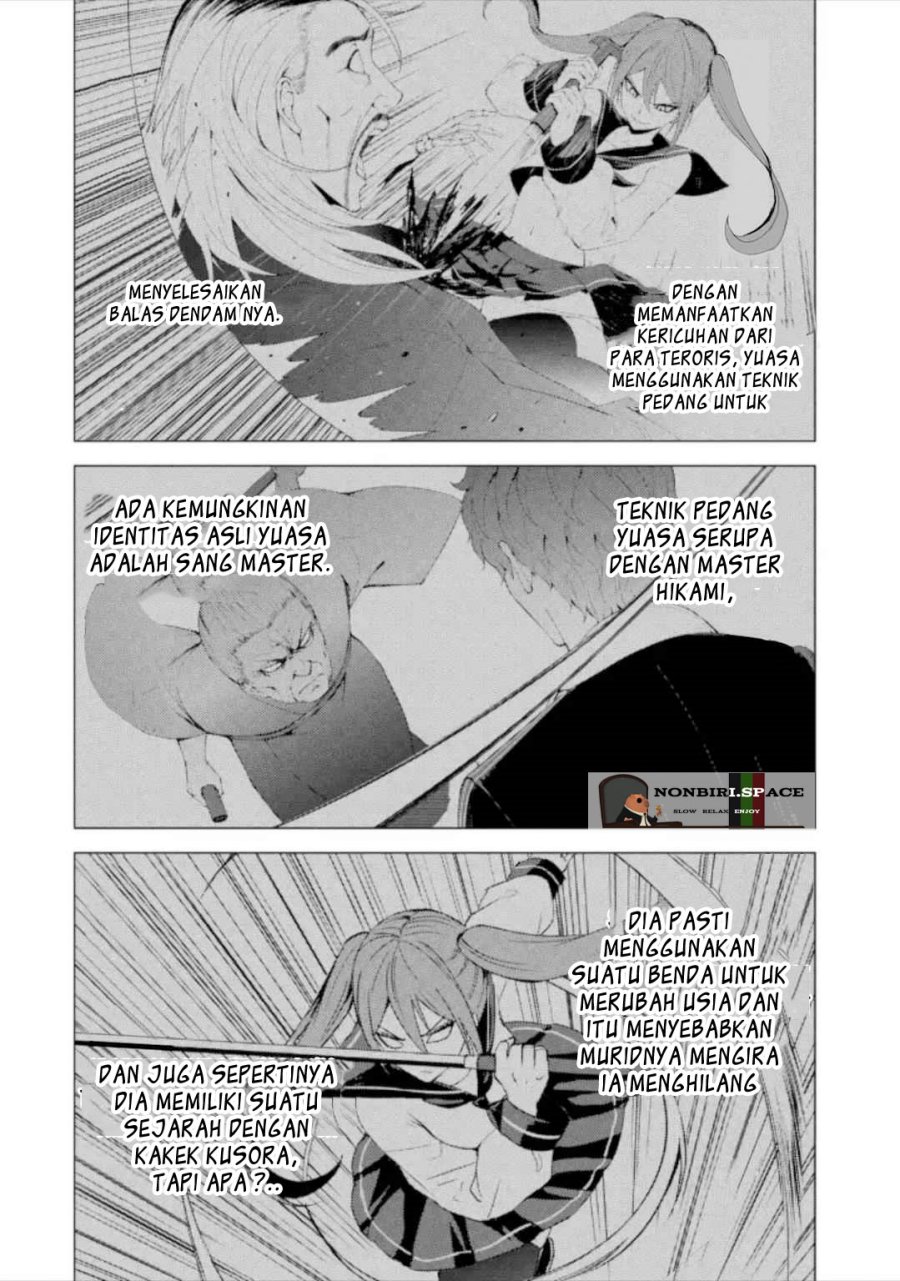 DENGAN
MEMANFAATKAN
KERICUHAN DARI
PARA TERORIS, YUASA
MENGGUNAKAN TEKNIK
PEDANG UNTUK
MENYELESAIKAN
BALAS DENDAM NYA.
TEKNIK PEDANG
YUASA SERUPA
DENGAN MASTER
HIKAMI,
ADA KEMUNGKINAN
IDENTITAS ASLI YUASA
ADALAH SANG MASTER.
NONBIRI.SPACE
SLOW RELAX ENJOY
DIA PASTI
MENGGUNAKAN
SUATU BENDA UNTUK
MERUBAH USIA DAN
ITU MENYEBABKAN
MURIDNYA MENGIRA
IA MENGHILANG
DAN JUGA SEPERTINYA
DIA MEMILIKI SUATU
SEJARAH DENGAN
KAKEK KUSORA,
TAPI APA?..